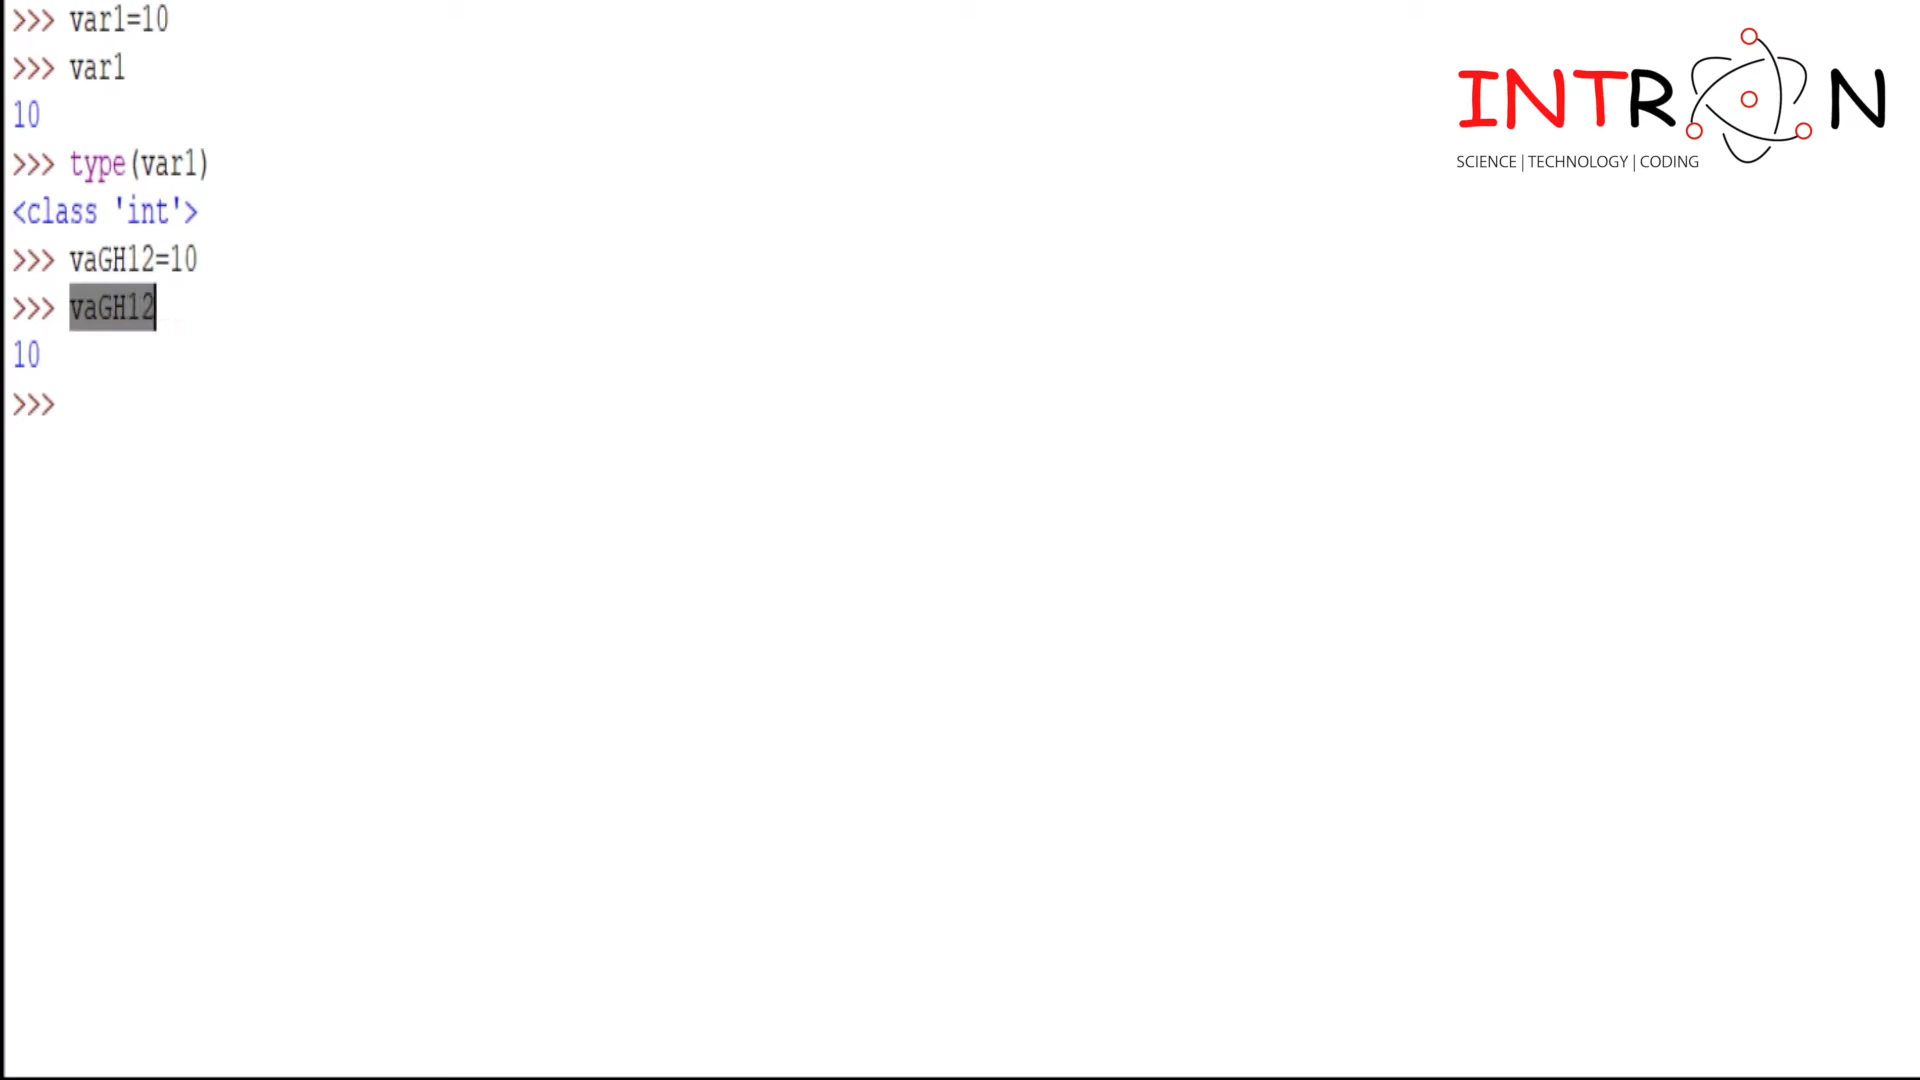 >>> var1=10
>>> var1
10
>>> type(var1)
<class 'int'>
>>> vaGH12=10
>>> vaGH12
10
>>>
INTRON
SCIENCE | TECHNOLOGY | CODING